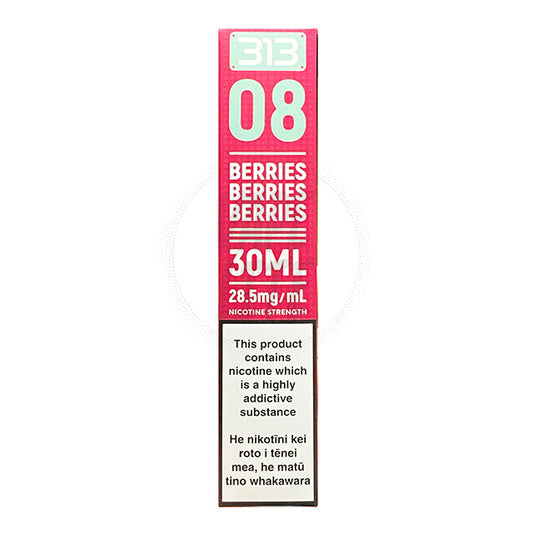 313
08
BERRIES
BERRIES
BERRIES
30ML
28.5mg/mL
NICOTINE STRENGTH
This product
contains
nicotine which
is a highly
addictive
substance
He nikotīni kei
roto i tēnei
mea, he matū
tino whakawara